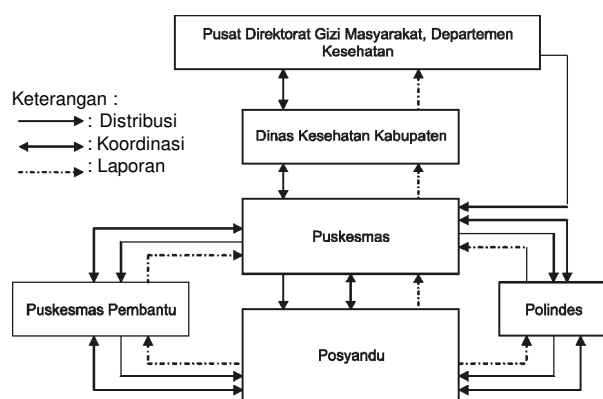 Pusat Direktorat Gizi Masyarakat, Departemen
Kesehatan
Keterangan :
: Distribusi
: Koordinasi
: Laporan
Dinas Kesehatan Kabupaten
Puskesmas
Puskesmas Pembantu
Polindes
Posyandu